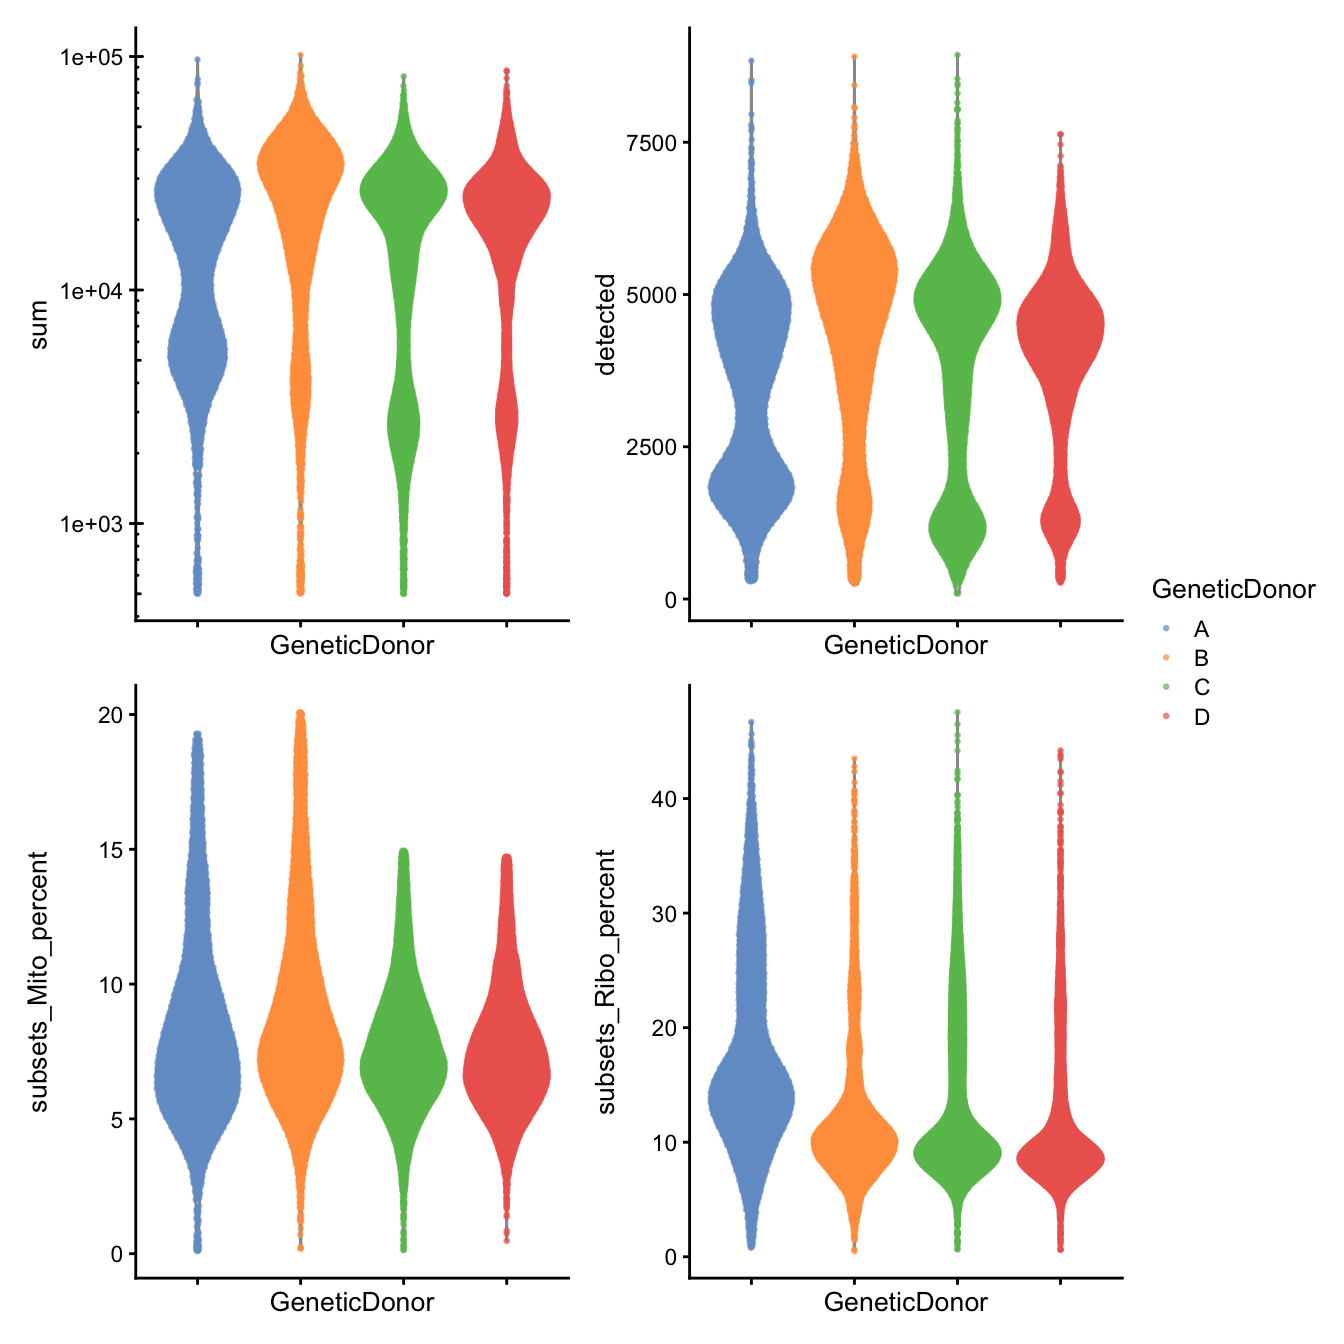 sum
1e+05
1e+04
1e+03
GeneticDonor
detected
7500
5000
2500
0
GeneticDonor
subsets_Mito_percent
20
15
10
5
0
GeneticDonor
subsets_Ribo_percent
40
30
20
10
0
GeneticDonor
GeneticDonor
A
B
C
D